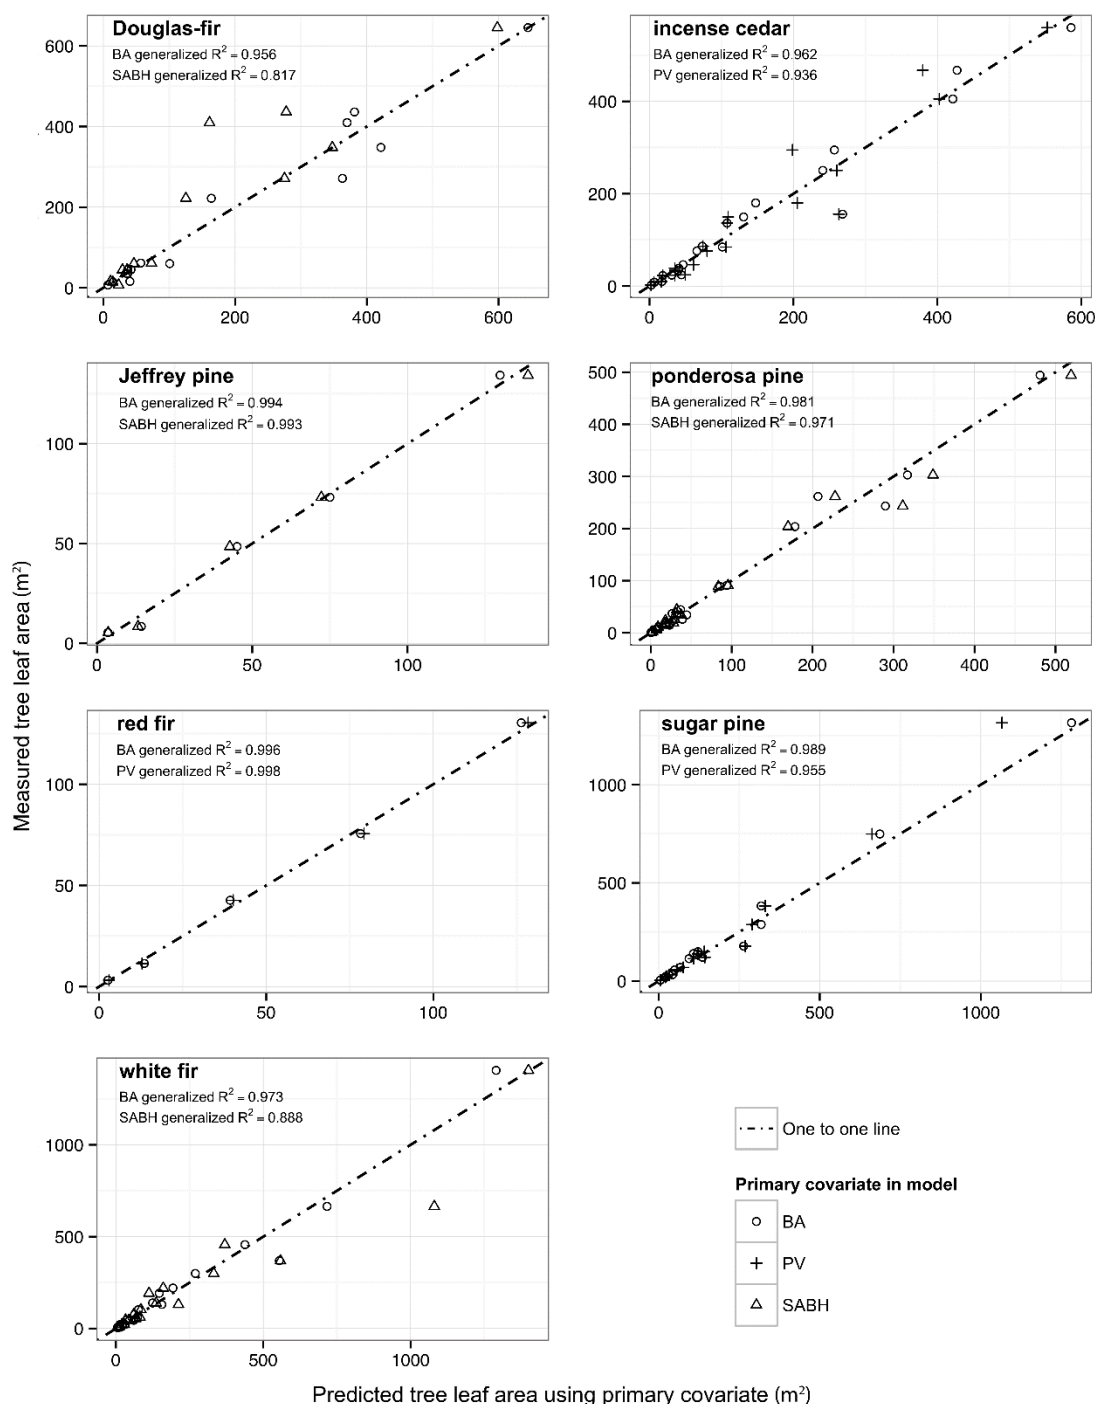 Douglas-fir
BA generalized R² = 0.956
SABH generalized R² = 0.817
600
400
200
0
0 200 400 600
incense cedar
BA generalized R² = 0.962
PV generalized R² = 0.936
400
200
0
0 200 400 600
Jeffrey pine
BA generalized R² = 0.994
SABH generalized R² = 0.993
100
50
0
0 50 100
ponderosa pine
BA generalized R² = 0.981
SABH generalized R² = 0.971
500
400
300
200
100
0
0 100 200 300 400 500
Measured tree leaf area (m²)
red fir
BA generalized R² = 0.996
PV generalized R² = 0.998
100
50
0
0 50 100
sugar pine
BA generalized R² = 0.989
PV generalized R² = 0.955
1000
500
0
0 500 1000
white fir
BA generalized R² = 0.973
SABH generalized R² = 0.888
1000
500
0
0 500 1000
One to one line
Primary covariate in model
BA
PV
SABH
Predicted tree leaf area using primary covariate (m²)